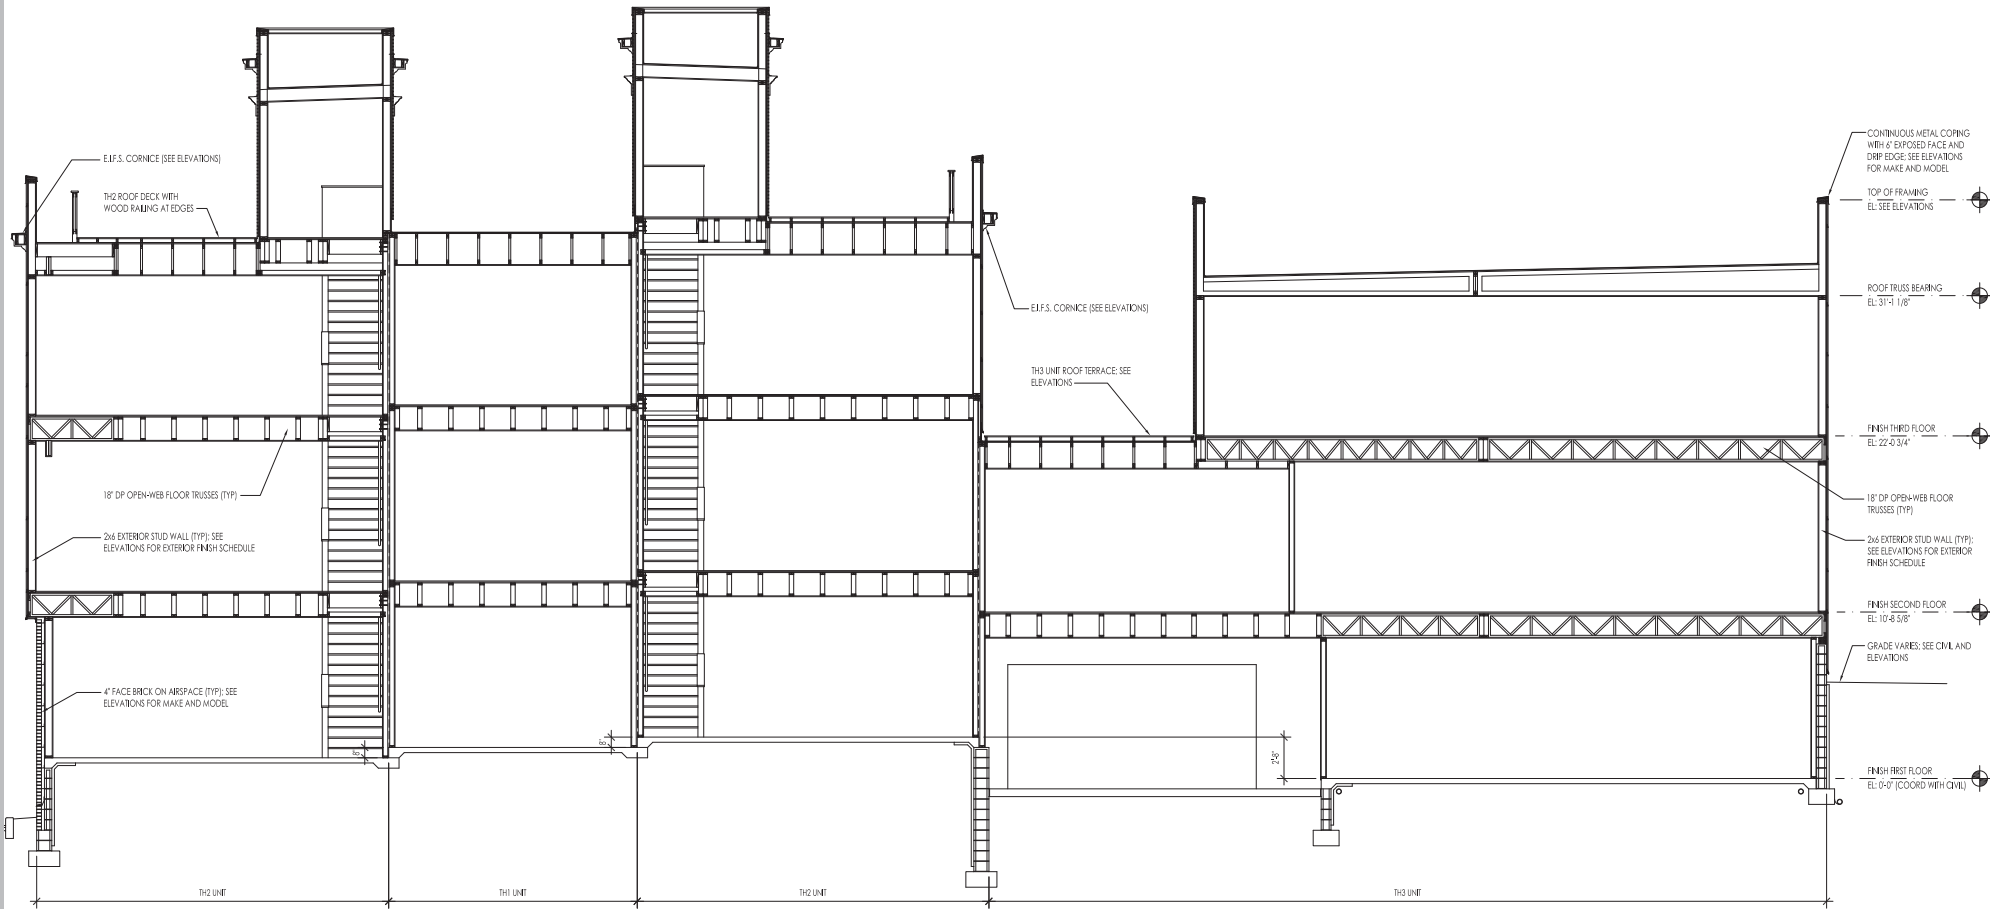 E.I.F.S. CORNICE (SEE ELEVATIONS)
TH2 ROOF DECK WITH
WOOD RAILING AT EDGES
18" DP OPEN-WEB FLOOR TRUSSES (TYP)
2x6 EXTERIOR STUD WALL (TYP); SEE
ELEVATIONS FOR EXTERIOR FINISH SCHEDULE
4" FACE BRICK ON AIRSPACE (TYP); SEE
ELEVATIONS FOR MAKE AND MODEL
8"
8"
E.I.F.S. CORNICE (SEE ELEVATIONS)
TH3 UNIT ROOF TERRACE; SEE
ELEVATIONS
2'-8"
CONTINUOUS METAL COPING
WITH 6" EXPOSED FACE AND
DRIP EDGE; SEE ELEVATIONS
FOR MAKE AND MODEL
TOP OF FRAMING
EL: SEE ELEVATIONS
ROOF TRUSS BEARING
EL: 31'-1 1/8"
FINISH THIRD FLOOR
EL: 22'-0 3/4"
18" DP OPEN-WEB FLOOR
TRUSSES (TYP)
2x6 EXTERIOR STUD WALL (TYP);
SEE ELEVATIONS FOR EXTERIOR
FINISH SCHEDULE
FINISH SECOND FLOOR
EL: 10'-8 5/8"
GRADE VARIES; SEE CIVIL AND
ELEVATIONS
FINISH FIRST FLOOR
EL: 0'-0" (COORD WITH CIVIL)
TH2 UNIT
TH1 UNIT
TH2 UNIT
TH3 UNIT